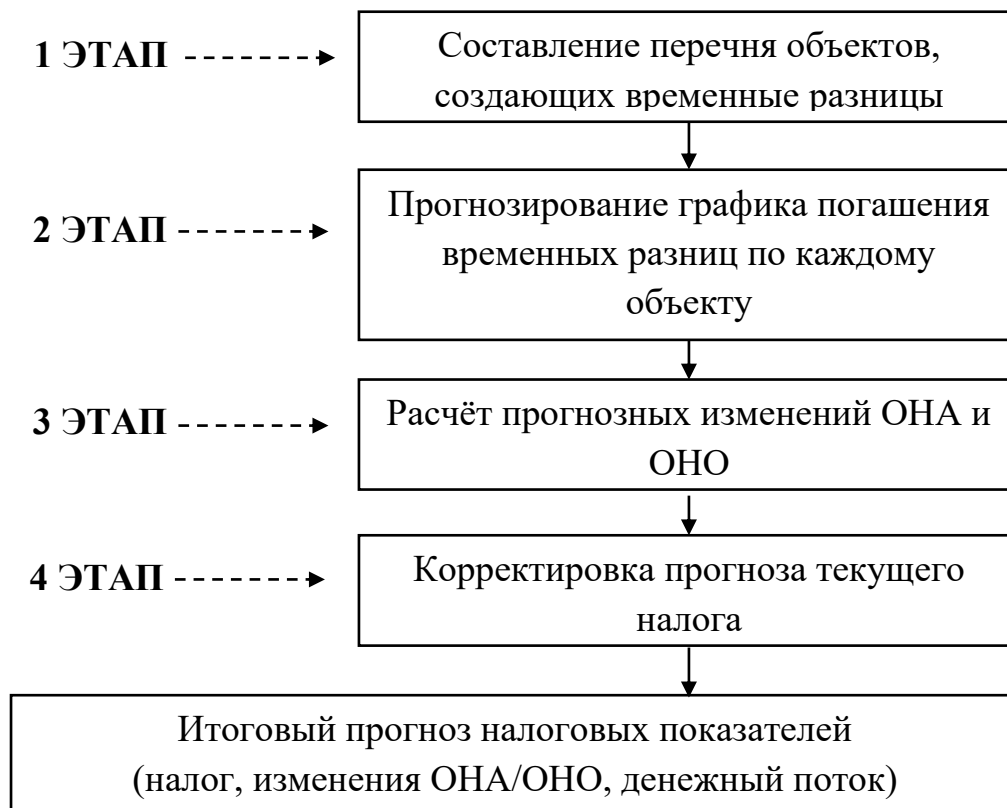 1 ЭТАП
Составление перечня объектов,
создающих временные разницы
2 ЭТАП
Прогнозирование графика погашения
временных разниц по каждому
объекту
3 ЭТАП
Расчёт прогнозных изменений ОНА и
ОНО
4 ЭТАП
Корректировка прогноза текущего
налога
Итоговый прогноз налоговых показателей
(налог, изменения ОНА/ОНО, денежный поток)